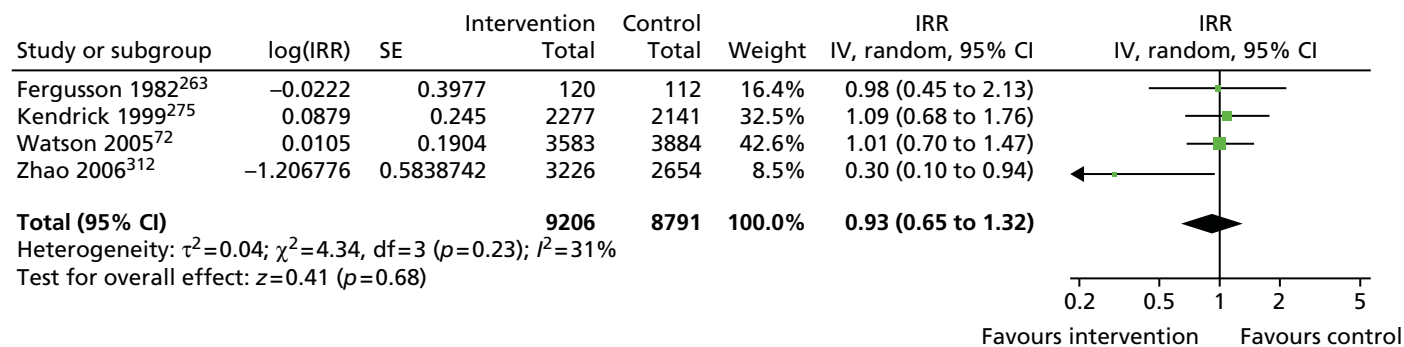 Intervention Control IRR IRR
Study or subgroup log(IRR) SE Total Total Weight IV, random, 95% CI IV, random, 95% CI
Fergusson 1982²⁶³ –0.0222 0.3977 120 112 16.4% 0.98 (0.45 to 2.13)
Kendrick 1999²⁷⁵ 0.0879 0.245 2277 2141 32.5% 1.09 (0.68 to 1.76)
Watson 2005⁷² 0.0105 0.1904 3583 3884 42.6% 1.01 (0.70 to 1.47)
Zhao 2006³¹² –1.206776 0.5838742 3226 2654 8.5% 0.30 (0.10 to 0.94)
Total (95% CI) 9206 8791 100.0% 0.93 (0.65 to 1.32)
Heterogeneity: τ²=0.04; χ²=4.34, df=3 (p=0.23); I²=31%
Test for overall effect: z=0.41 (p=0.68)
0.2 0.5 1 2 5
Favours intervention Favours control